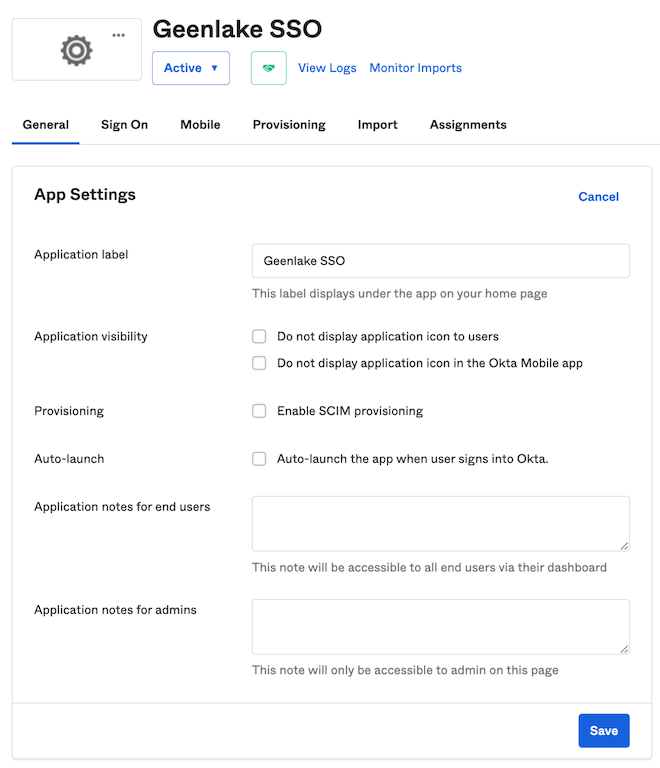 Geenlake SSO
Active ▼
View Logs
Monitor Imports
General Sign On Mobile Provisioning Import Assignments
App Settings
Cancel
Application label
Geenlake SSO
This label displays under the app on your home page
Application visibility
Do not display application icon to users
Do not display application icon in the Okta Mobile app
Provisioning
Enable SCIM provisioning
Auto-launch
Auto-launch the app when user signs into Okta.
Application notes for end users
This note will be accessible to all end users via their dashboard
Application notes for admins
This note will only be accessible to admin on this page
Save